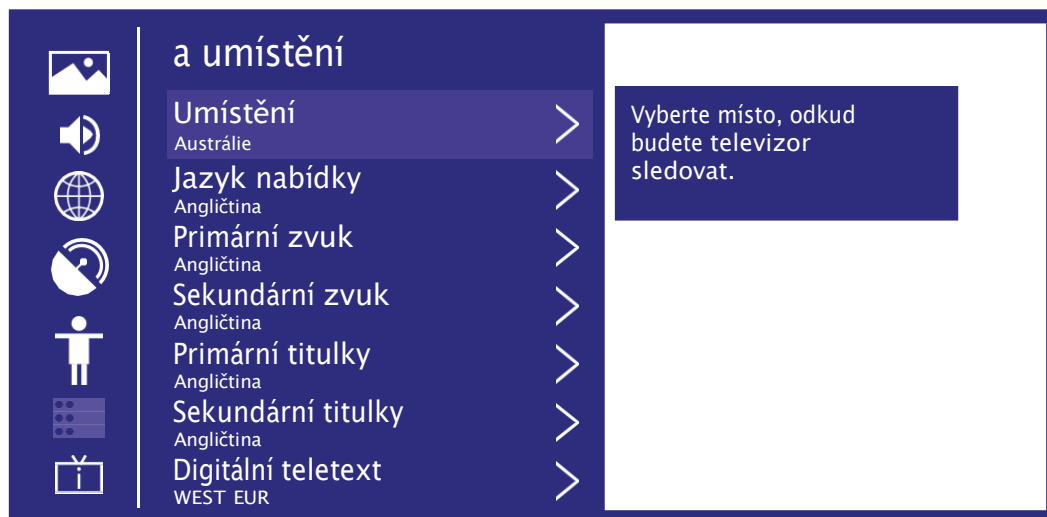 a umístění
Umístění
Austrálie
Jazyk nabídky
Angličtina
Primární zvuk
Angličtina
Sekundární zvuk
Angličtina
Primární titulky
Angličtina
Sekundární titulky
Angličtina
Digitální teletext
WEST EUR
Vyberte místo, odkud
budete televizor
sledovat.